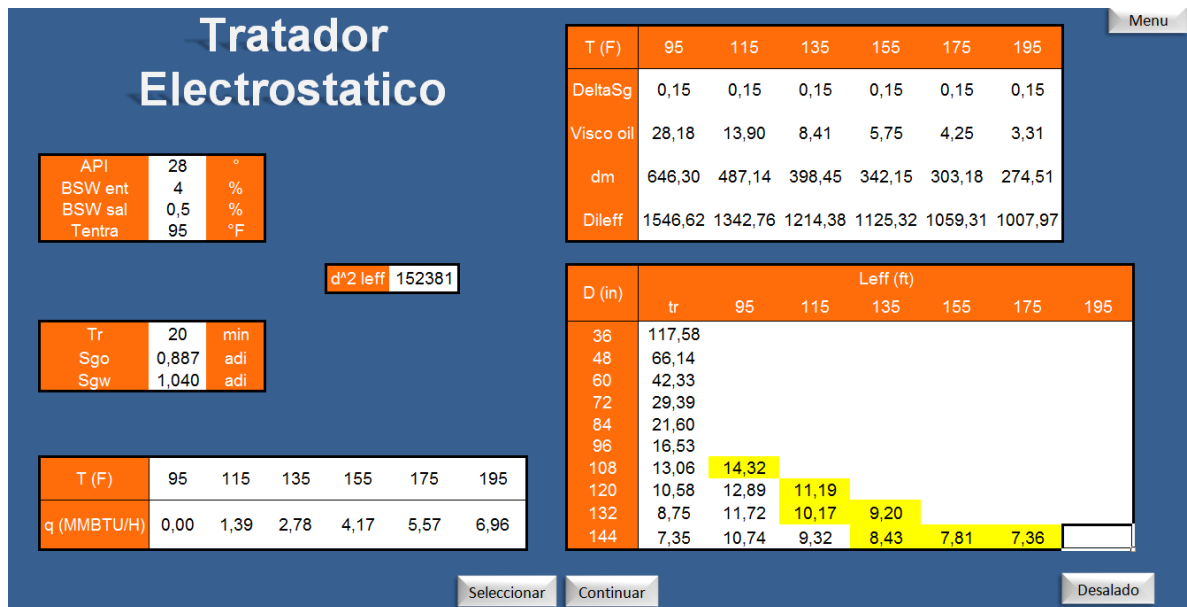 Tratador
Electrostatico
Menu
API 28 °
BSW ent 4 %
BSW sal 0,5 %
Tentra 95 °F
d^2 leff 152381
Tr 20 min
Sgo 0,887 adi
Sgw 1,040 adi
T (F) 95 115 135 155 175 195
q (MMBTU/H) 0,00 1,39 2,78 4,17 5,57 6,96
T (F) 95 115 135 155 175 195
DeltaSg 0,15 0,15 0,15 0,15 0,15 0,15
Visco oil 28,18 13,90 8,41 5,75 4,25 3,31
dm 646,30 487,14 398,45 342,15 303,18 274,51
Dileff 1546,62 1342,76 1214,38 1125,32 1059,31 1007,97
D (in) Leff (ft)
tr 95 115 135 155 175 195
36 117,58
48 66,14
60 42,33
72 29,39
84 21,60
96 16,53
108 13,06 14,32
120 10,58 12,89 11,19
132 8,75 11,72 10,17 9,20
144 7,35 10,74 9,32 8,43 7,81 7,36
Seleccionar Continuar Desalado